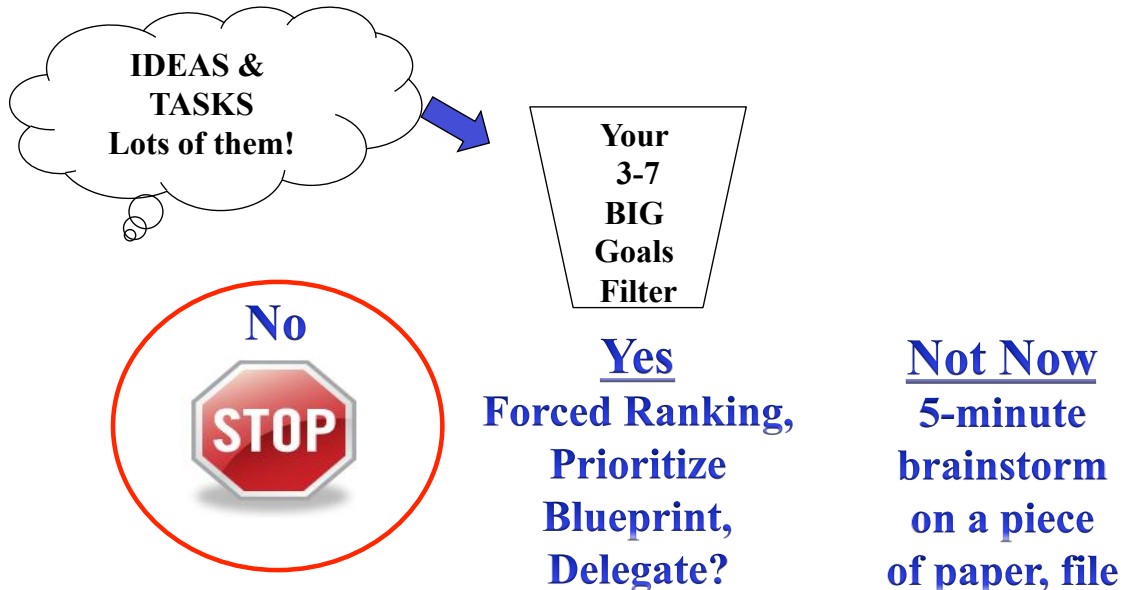 IDEAS &
TASKS
Lots of them!
Your
3-7
BIG
Goals
Filter
No
STOP
Yes
Forced Ranking,
Prioritize
Blueprint,
Delegate?
Not Now
5-minute
brainstorm
on a piece
of paper, file